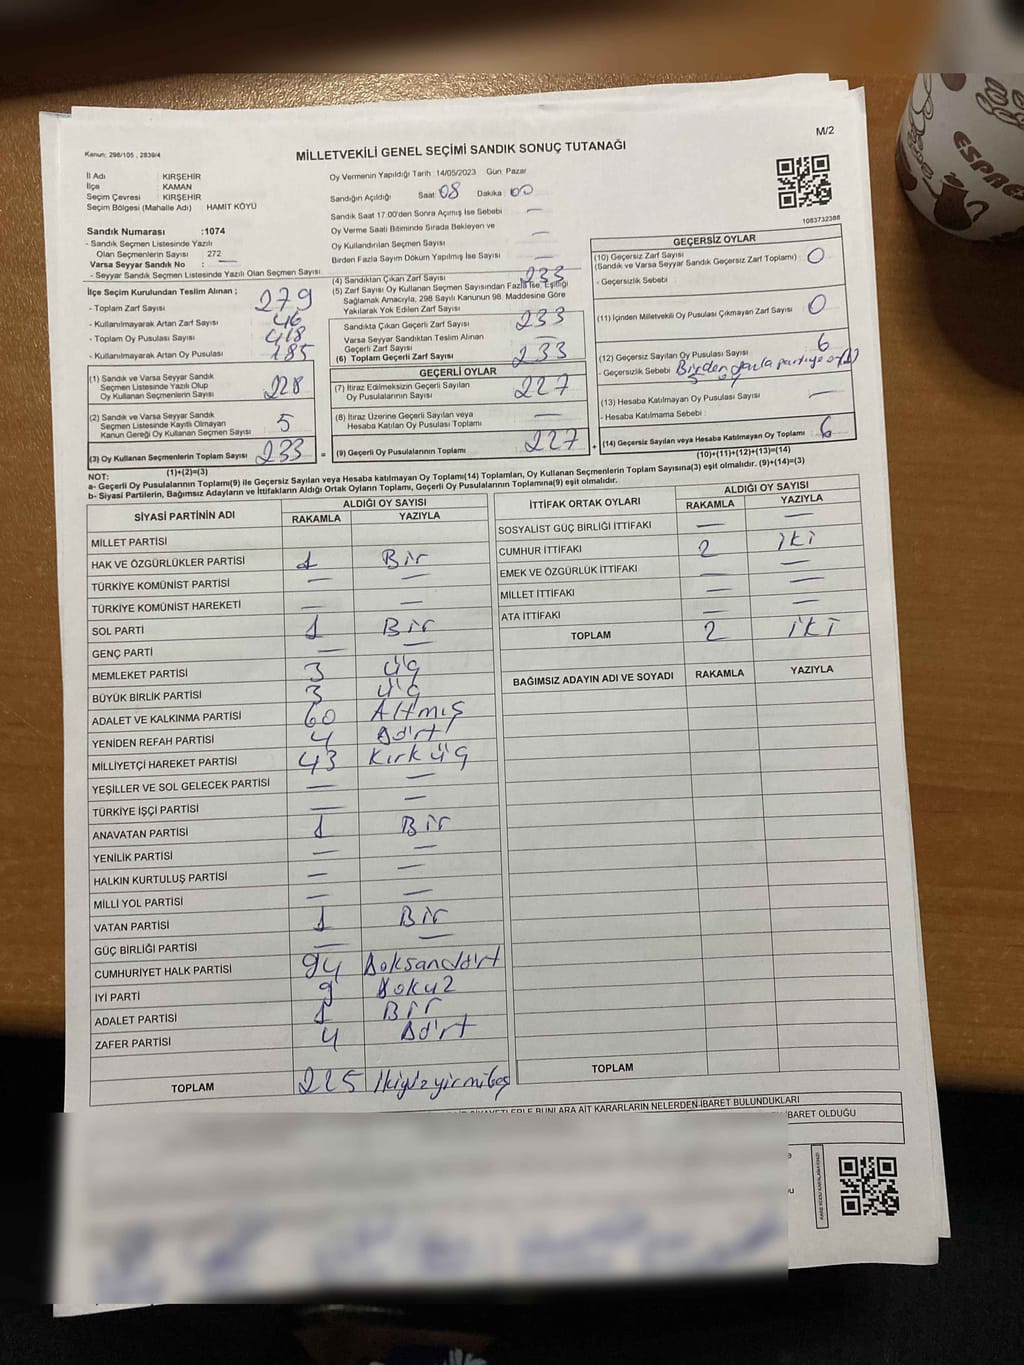 M/2
Kanun: 298/105 , 2839/4
MİLLETVEKİLİ GENEL SEÇİMİ SANDIK SONUÇ TUTANAĞI
İl Adı : KIRŞEHİR
İlçe : KAMAN
Seçim Çevresi : KIRŞEHİR
Seçim Bölgesi (Mahalle Adı) : HAMİT KÖYÜ
Sandık Numarası :1074
- Sandık Seçmen Listesinde Yazılı
Olan Seçmenlerin Sayısı : 272
Varsa Seyyar Sandık No : —
- Seyyar Sandık Seçmen Listesinde Yazılı Olan Seçmen Sayısı
İlçe Seçim Kurulundan Teslim Alınan ;
- Toplam Zarf Sayısı 279
- Kullanılmayarak Artan Zarf Sayısı 46
- Toplam Oy Pusulası Sayısı 418
- Kullanılmayarak Artan Oy Pusulası 185
(1) Sandık ve Varsa Seyyar Sandık
Seçmen Listesinde Yazılı Olup
Oy Kullanan Seçmenlerin Sayısı 228
(2) Sandık ve Varsa Seyyar Sandık
Seçmen Listesinde Kayıtlı Olmayan
Kanun Gereği Oy Kullanan Seçmen Sayısı 5
(3) Oy Kullanan Seçmenlerin Toplam Sayısı 233
(1)+(2)=(3)
Oy Vermenin Yapıldığı Tarih :14/05/2023 Gün Pazar
Sandığın Açıldığı Saat 08 Dakika 00
Sandık Saat 17:00'den Sonra Açımış İse Sebebi —
Oy Verme Saati Bitiminde Sırada Bekleyen ve
Oy Kullandırılan Seçmen Sayısı —
Birden Fazla Sayım Döküm Yapılmış İse Sayısı —
(4) Sandıktan Çıkan Zarf Sayısı 233
(5) Zarf Sayısı Oy Kullanan Seçmen Sayısından Fazla İse, Eşitliği
Sağlamak Amacıyla, 298 Sayılı Kanunun 98. Maddesine Göre
Yakılarak Yok Edilen Zarf Sayısı
Sandıkta Çıkan Geçerli Zarf Sayısı 233
Varsa Seyyar Sandıktan Teslim Alınan
Geçerli Zarf Sayısı —
(6) Toplam Geçerli Zarf Sayısı 233
GEÇERLİ OYLAR
(7) İtiraz Edilmeksizin Geçerli Sayılan
Oy Pusulasının Sayısı 227
(8) İtiraz Üzerine Geçerli Sayılan veya
Hesaba Katılan Oy Pusulası Toplamı —
= (9) Geçerli Oy Pusulalarının Toplamı 227 +
1083732388
GEÇERSİZ OYLAR
(10) Geçersiz Zarf Sayısı
(Sandık ve Varsa Seyyar Sandık Geçersiz Zarf Toplamı) : 0
- Geçersizlik Sebebi :
(11) İçinden Milletvekili Oy Pusulası Çıkmayan Zarf Sayısı 0
(12) Geçersiz Sayılan Oy Pusulası Sayısı 6
- Geçersizlik Sebebi : Birden fazla partiye oy
(13) Hesaba Katılmayan Oy Pusulası Sayısı —
- Hesaba Katılmama Sebebi :
(14) Geçersiz Sayılan veya Hesaba Katılmayan Oy Toplamı 6
(10)+(11)+(12)+(13)=(14)
NOT:
a- Geçerli Oy Pusulalarının Toplamı(9) ile Geçersiz Sayılan veya Hesaba katılmayan Oy Toplamı(14) Toplamları, Oy Kullanan Seçmenlerin Toplam Sayısına(3) eşit olmalıdır. (9)+(14)=(3)
b- Siyasi Partilerin, Bağımsız Adayların ve İttifakların Aldığı Ortak Oyların Toplamı, Geçerli Oy Pusulalarının Toplamına(9) eşit olmalıdır.
SİYASİ PARTİNİN ADI ALDIĞI OY SAYISI
RAKAMLA YAZIYLA
MİLLET PARTİSİ
HAK VE ÖZGÜRLÜKLER PARTİSİ 1 Bir
TÜRKİYE KOMÜNİST PARTİSİ — —
TÜRKİYE KOMÜNİST HAREKETİ — —
SOL PARTİ 1 Bir
GENÇ PARTİ — —
MEMLEKET PARTİSİ 3 üç
BÜYÜK BİRLİK PARTİSİ 3 üç
ADALET VE KALKINMA PARTİSİ 60 Altmış
YENİDEN REFAH PARTİSİ 4 Dört
MİLLİYETÇİ HAREKET PARTİSİ 43 Kırk üç
YEŞİLLER VE SOL GELECEK PARTİSİ — —
TÜRKİYE İŞÇİ PARTİSİ — —
ANAVATAN PARTİSİ 1 Bir
YENİLİK PARTİSİ — —
HALKIN KURTULUŞ PARTİSİ — —
MİLLİ YOL PARTİSİ — —
VATAN PARTİSİ 1 Bir
GÜÇ BİRLİĞİ PARTİSİ — —
CUMHURİYET HALK PARTİSİ 94 Doksandört
İYİ PARTİ 9 Dokuz
ADALET PARTİSİ 1 Bir
ZAFER PARTİSİ 4 Dört
TOPLAM 225 İkiyüzyirmibeş
İTTİFAK ORTAK OYLARI ALDIĞI OY SAYISI
RAKAMLA YAZIYLA
SOSYALİST GÜÇ BİRLİĞİ İTTİFAKI — —
CUMHUR İTTİFAKI 2 iki
EMEK VE ÖZGÜRLÜK İTTİFAKI — —
MİLLET İTTİFAKI — —
ATA İTTİFAKI — —
TOPLAM 2 iki
BAĞIMSIZ ADAYIN ADI VE SOYADI RAKAMLA YAZIYLA
TOPLAM
BUNLARA AİT KARARLARIN NELERDEN İBARET BULUNDUKLARI
İBARET OLDUĞU
ESPRE